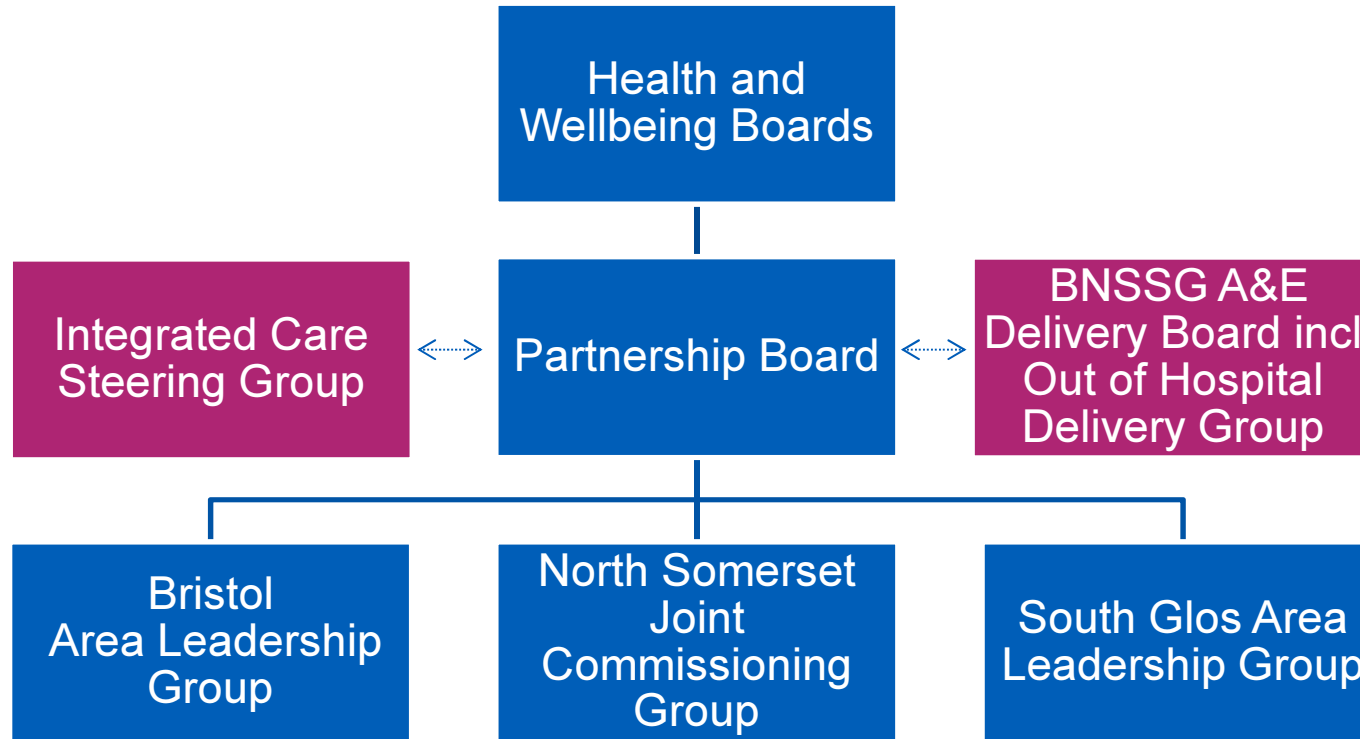 Health and
Wellbeing Boards
Integrated Care
Steering Group
Partnership Board
BNSSG A&E
Delivery Board incl
Out of Hospital
Delivery Group
Bristol
Area Leadership
Group
North Somerset
Joint
Commissioning
Group
South Glos Area
Leadership Group